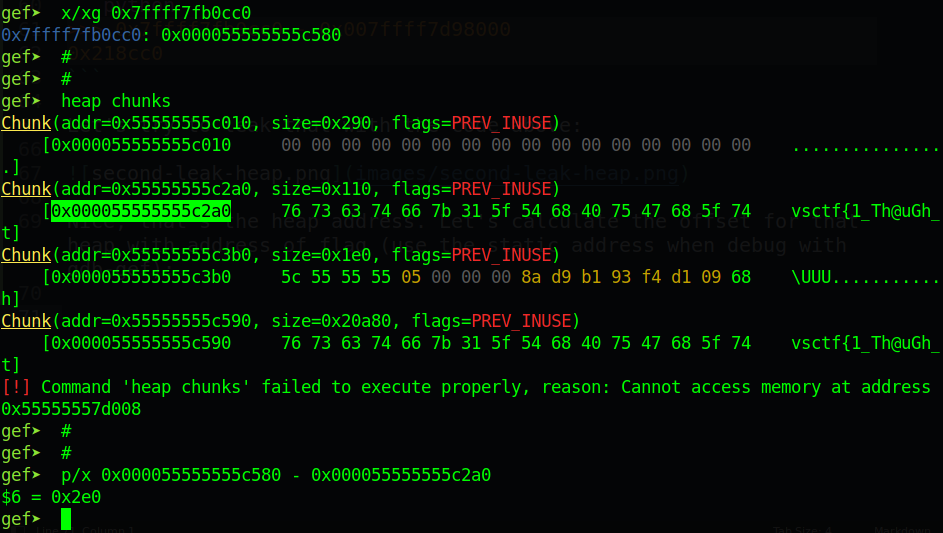 gef➤  x/xg 0x7ffff7fb0cc0
0x7ffff7fb0cc0: 0x000055555555c580
gef➤  #
gef➤  #
gef➤  heap chunks
Chunk(addr=0x55555555c010, size=0x290, flags=PREV_INUSE)
    [0x000055555555c010     00 00 00 00 00 00 00 00 00 00 00 00 00 00 00 00    ...............
.]
Chunk(addr=0x55555555c2a0, size=0x110, flags=PREV_INUSE)
    [0x000055555555c2a0     76 73 63 74 66 7b 31 5f 54 68 40 75 47 68 5f 74    vsctf{1_Th@uGh_
t]
Chunk(addr=0x55555555c3b0, size=0x1e0, flags=PREV_INUSE)
    [0x000055555555c3b0     5c 55 55 55 05 00 00 00 8a d9 b1 93 f4 d1 09 68    \UUU...........
h]
Chunk(addr=0x55555555c590, size=0x20a80, flags=PREV_INUSE)
    [0x000055555555c590     76 73 63 74 66 7b 31 5f 54 68 40 75 47 68 5f 74    vsctf{1_Th@uGh_
t]
[!] Command 'heap chunks' failed to execute properly, reason: Cannot access memory at address
0x55555557d008
gef➤  #
gef➤  #
gef➤  p/x 0x000055555555c580 - 0x000055555555c2a0
$6 = 0x2e0
gef➤